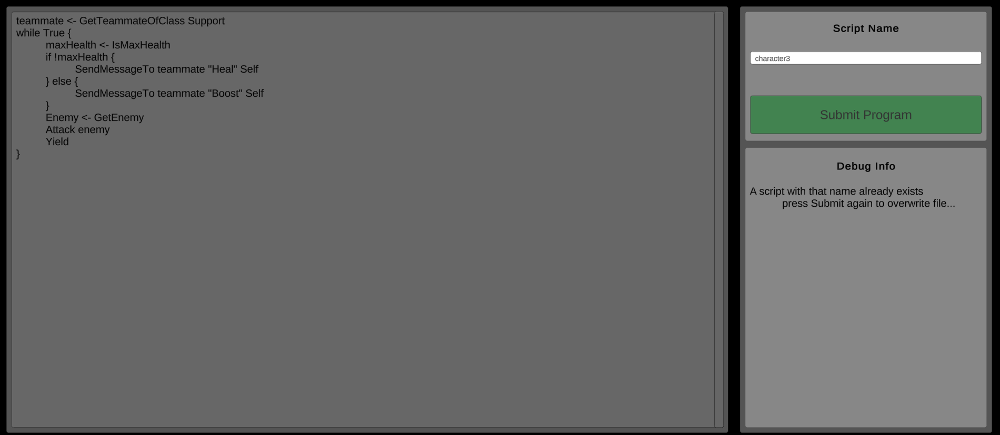 teammate <- GetTeammateOfClass Support
while True {
maxHealth <- IsMaxHealth
if !maxHealth {
SendMessageTo teammate "Heal" Self
} else {
SendMessageTo teammate "Boost" Self
}
Enemy <- GetEnemy
Attack enemy
Yield
}
Script Name
character3
Submit Program
Debug Info
A script with that name already exists
press Submit again to overwrite file...